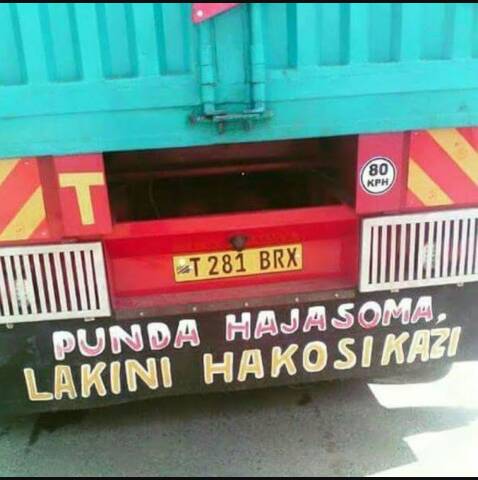 T
80
KPH
T 281 BRX
PUNDA HAJASOMA,
LAKINI HAKOSI KAZI